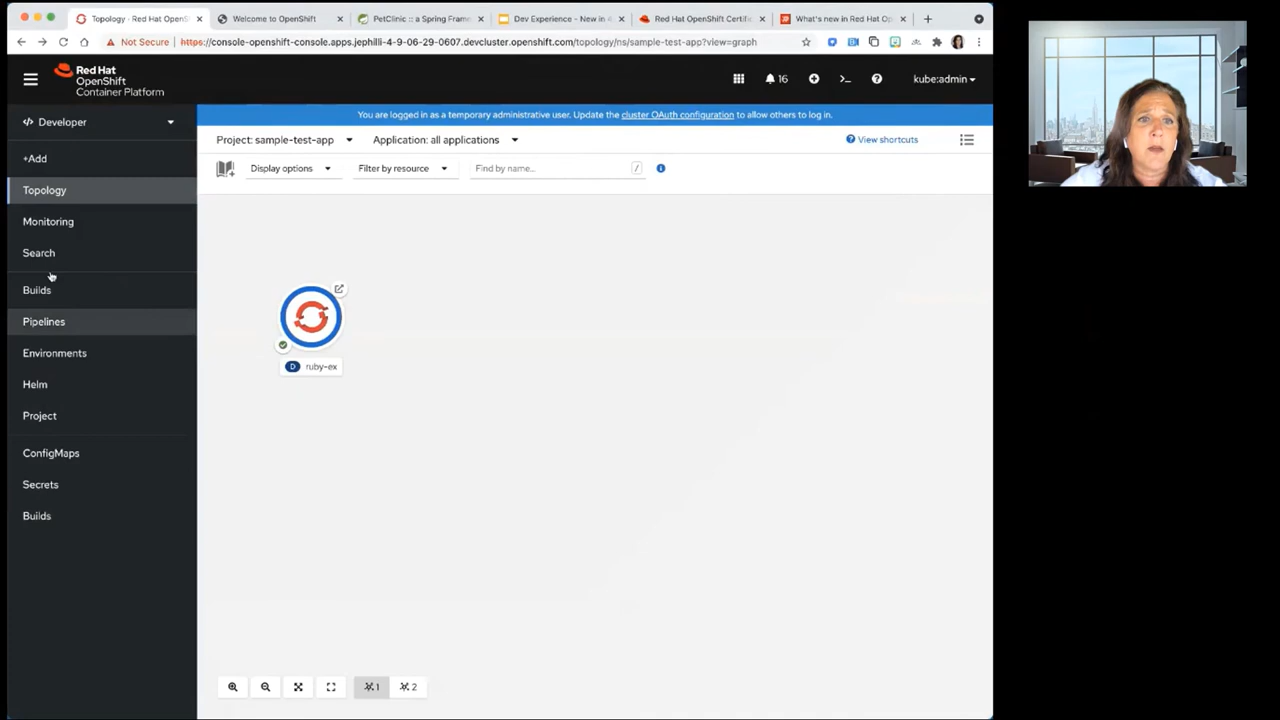 Topology · Red Hat OpenSh
Welcome to OpenShift
PetClinic :: a Spring Frame
Dev Experience - New in 4
Red Hat OpenShift Certific
What's new in Red Hat Op
Not Secure
https://console-openshift-console.apps.jephilli-4-9-06-29-0607.devcluster.openshift.com/topology/ns/sample-test-app?view=graph
Red Hat
OpenShift
Container Platform
16
kube:admin
You are logged in as a temporary administrative user. Update the cluster OAuth configuration to allow others to log in.
Developer
Project: sample-test-app
Application: all applications
View shortcuts
+Add
Display options
Filter by resource
Find by name...
/
Topology
Monitoring
Search
Builds
Pipelines
Environments
Helm
Project
ConfigMaps
Secrets
Builds
D ruby-ex
1
2